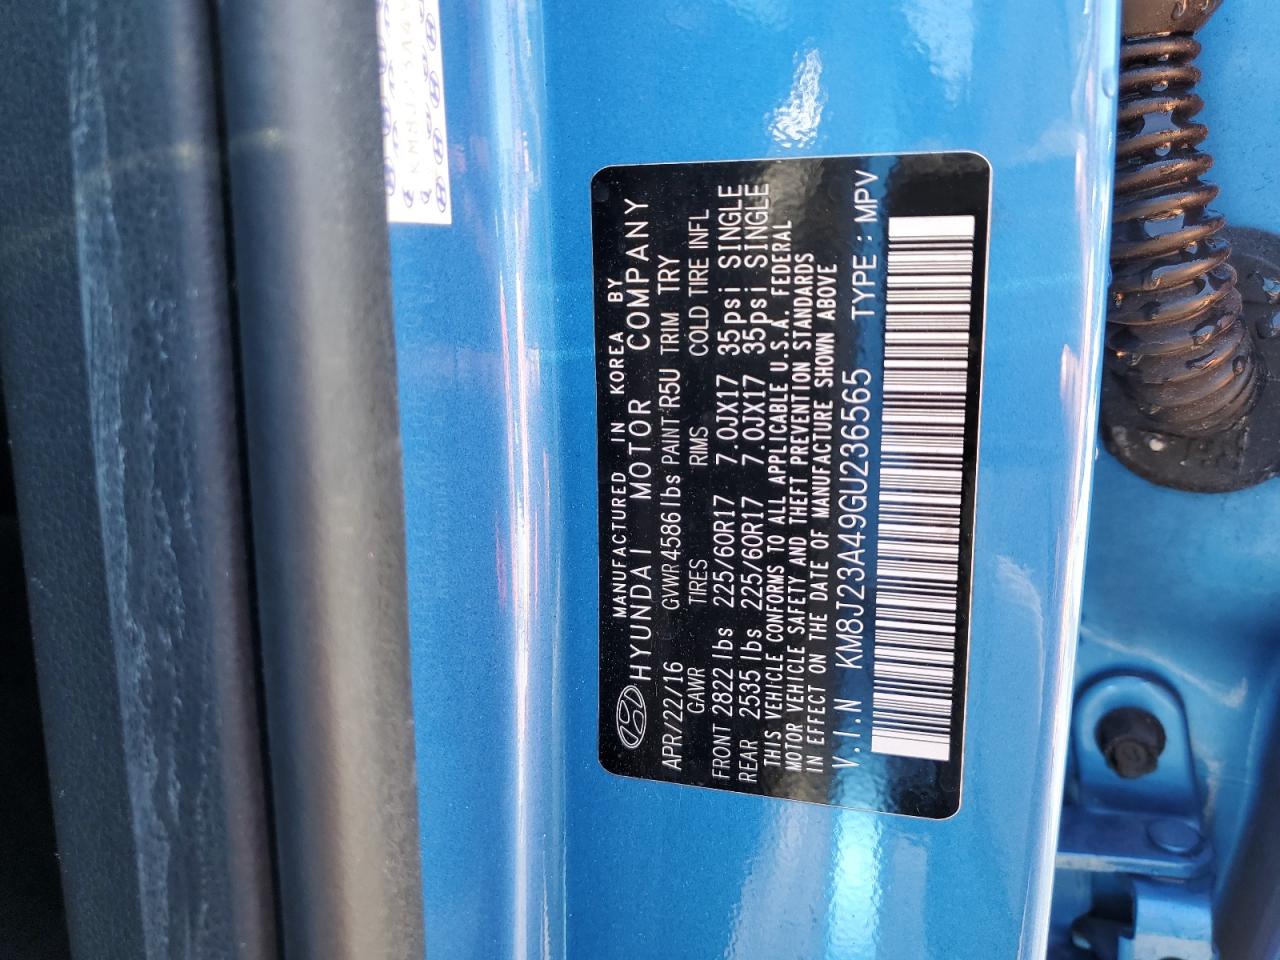 MANUFACTURED IN KOREA BY
HYUNDAI MOTOR COMPANY
APR/22/16 GVWR 4586 lbs PAINT R5U TRIM TRY
GAWR TIRES RIMS COLD TIRE INFL
FRONT 2822 lbs 225/60R17 7.0JX17 35psi SINGLE
REAR 2535 lbs 225/60R17 7.0JX17 35psi SINGLE
THIS VEHICLE CONFORMS TO ALL APPLICABLE U.S.A. FEDERAL
MOTOR VEHICLE SAFETY AND THEFT PREVENTION STANDARDS
IN EFFECT ON THE DATE OF MANUFACTURE SHOWN ABOVE
V.I.N KM8J23A49GU236565 TYPE : MPV